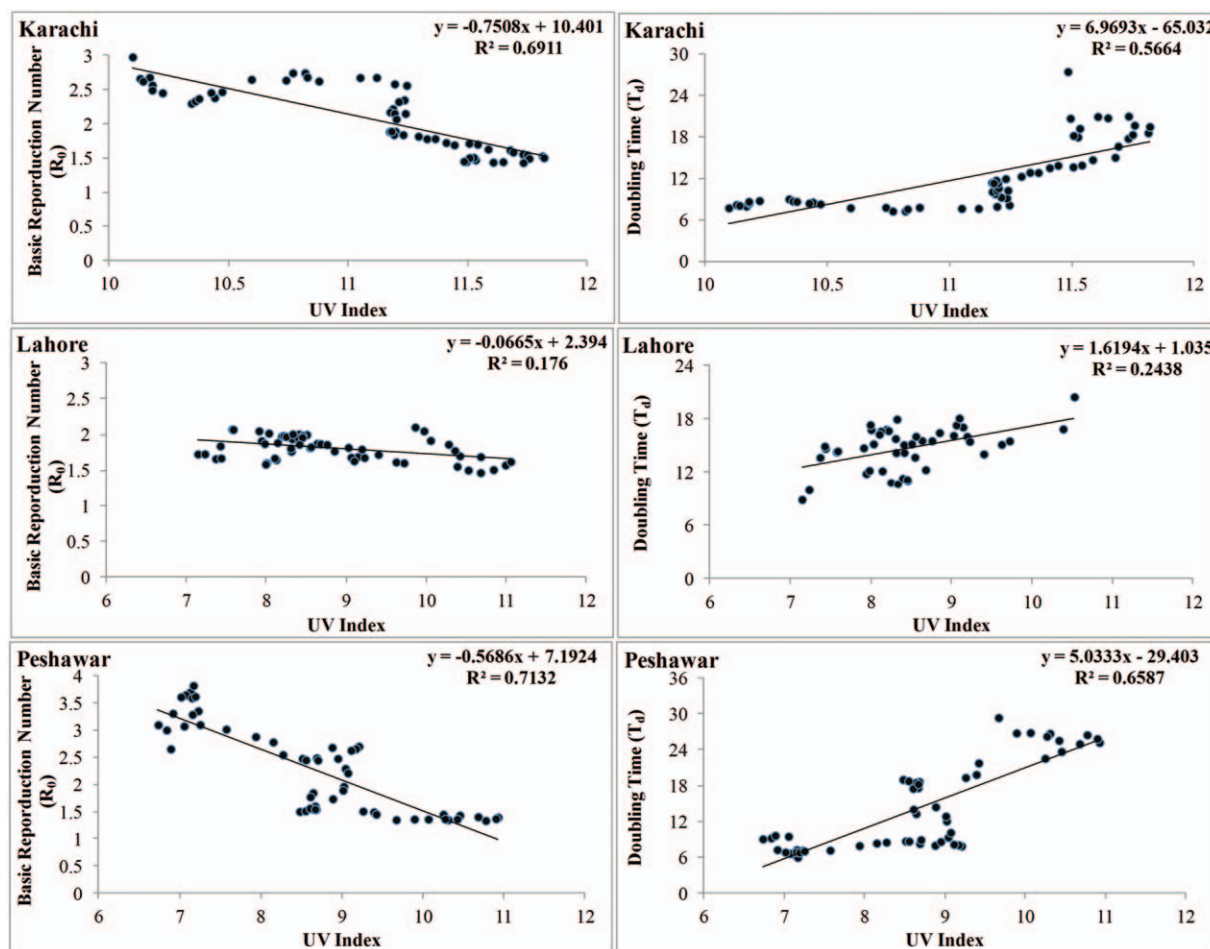 Karachi
y = -0.7508x + 10.401
R² = 0.6911
Basic Reporduction Number
(R₀)
3
2.5
2
1.5
1
0.5
0
10 10.5 11 11.5 12
UV Index
Karachi
y = 6.9693x - 65.032
R² = 0.5664
Doubling Time (Td)
30
24
18
12
6
0
10 10.5 11 11.5 12
UV Index
Lahore
y = -0.0665x + 2.394
R² = 0.176
Basic Reporduction Number
(R₀)
3
2.5
2
1.5
1
0.5
0
6 7 8 9 10 11 12
UV Index
Lahore
y = 1.6194x + 1.035
R² = 0.2438
Doubling Time (Td)
24
18
12
6
0
6 7 8 9 10 11 12
UV Index
Peshawar
y = -0.5686x + 7.1924
R² = 0.7132
Basic Reporduction Number
(R₀)
4
3.5
3
2.5
2
1.5
1
0.5
0
6 7 8 9 10 11 12
UV Index
Peshawar
y = 5.0333x - 29.403
R² = 0.6587
Doubling Time (Td)
36
30
24
18
12
6
0
6 7 8 9 10 11 12
UV Index